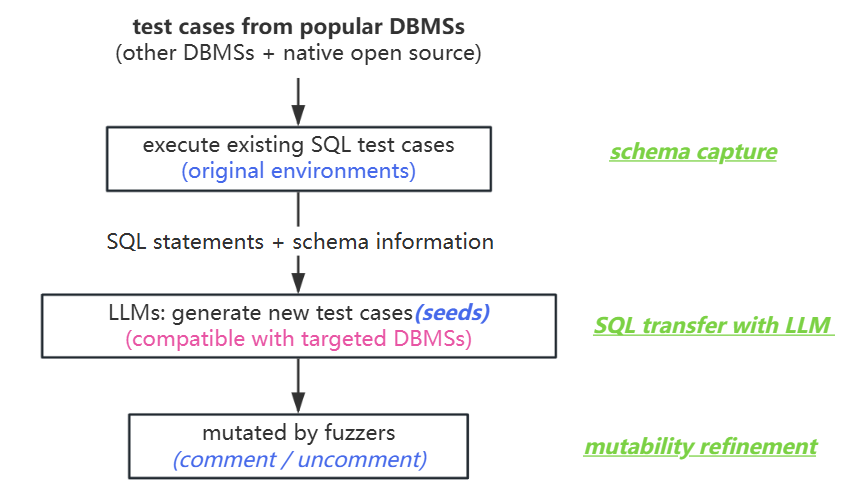 test cases from popular DBMSs
(other DBMSs + native open source)
execute existing SQL test cases
(original environments)
schema capture
SQL statements + schema information
LLMs: generate new test cases(seeds)
(compatible with targeted DBMSs)
SQL transfer with LLM
mutated by fuzzers
(comment / uncomment)
mutability refinement